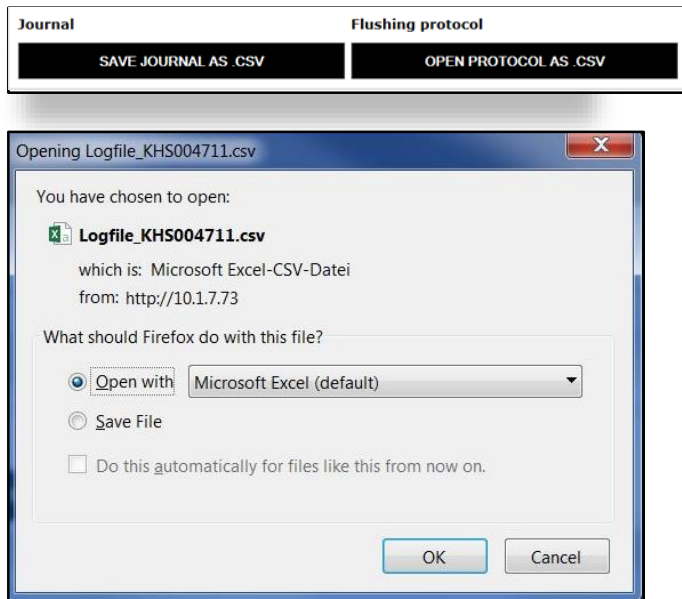 Journal Flushing protocol
SAVE JOURNAL AS .CSV OPEN PROTOCOL AS .CSV
Opening Logfile_KHS004711.csv
X
You have chosen to open:
Logfile_KHS004711.csv
which is: Microsoft Excel-CSV-Datei
from: http://10.1.7.73
What should Firefox do with this file?
Open with Microsoft Excel (default)
Save File
Do this automatically for files like this from now on.
OK Cancel